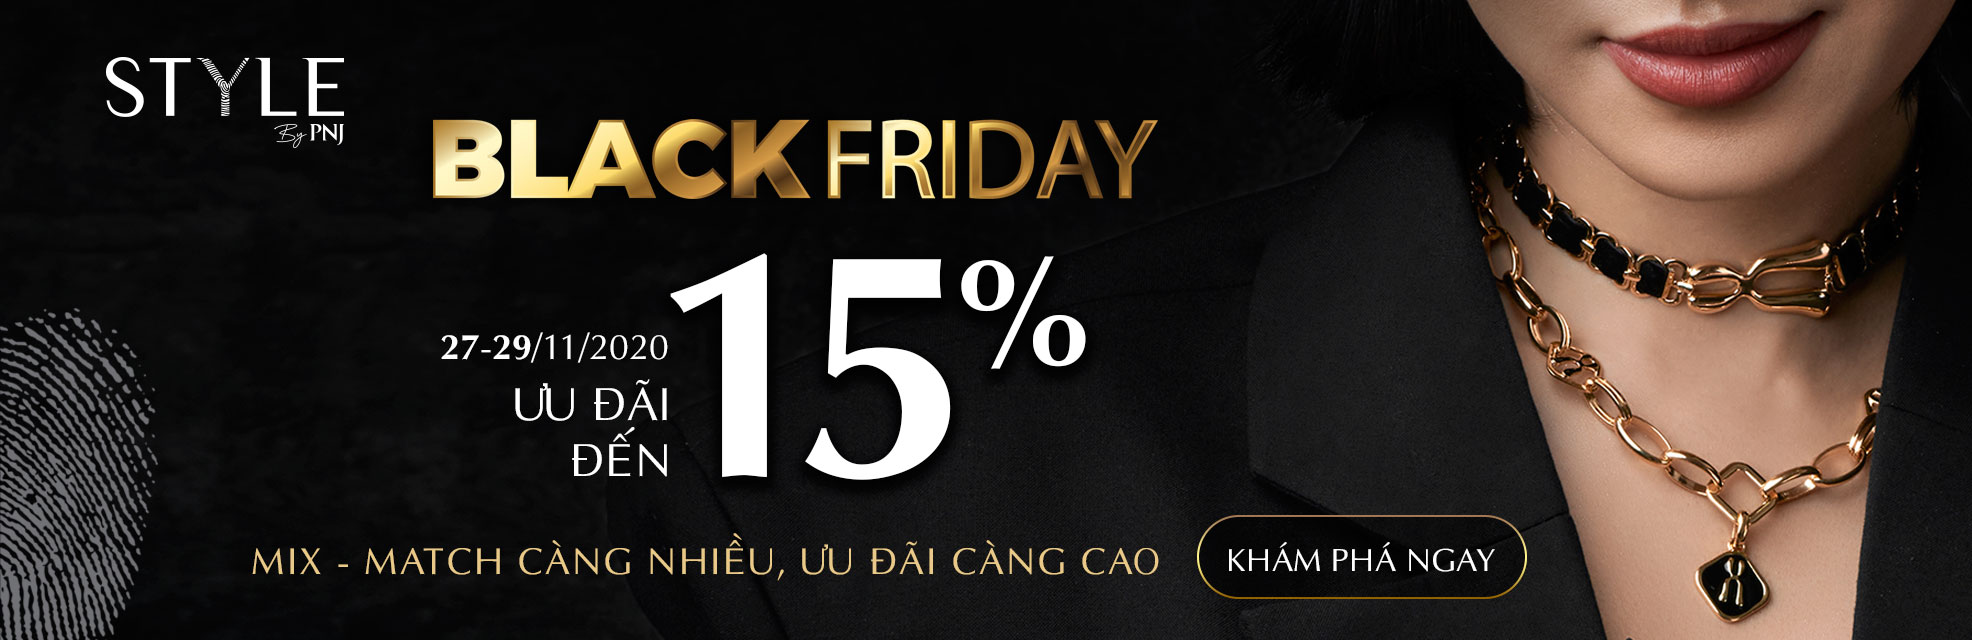 STYLE
By PNJ
BLACK FRIDAY
27-29/11/2020
ƯU ĐÃI
ĐẾN
15%
MIX - MATCH CÀNG NHIỀU, ƯU ĐÃI CÀNG CAO
KHÁM PHÁ NGAY